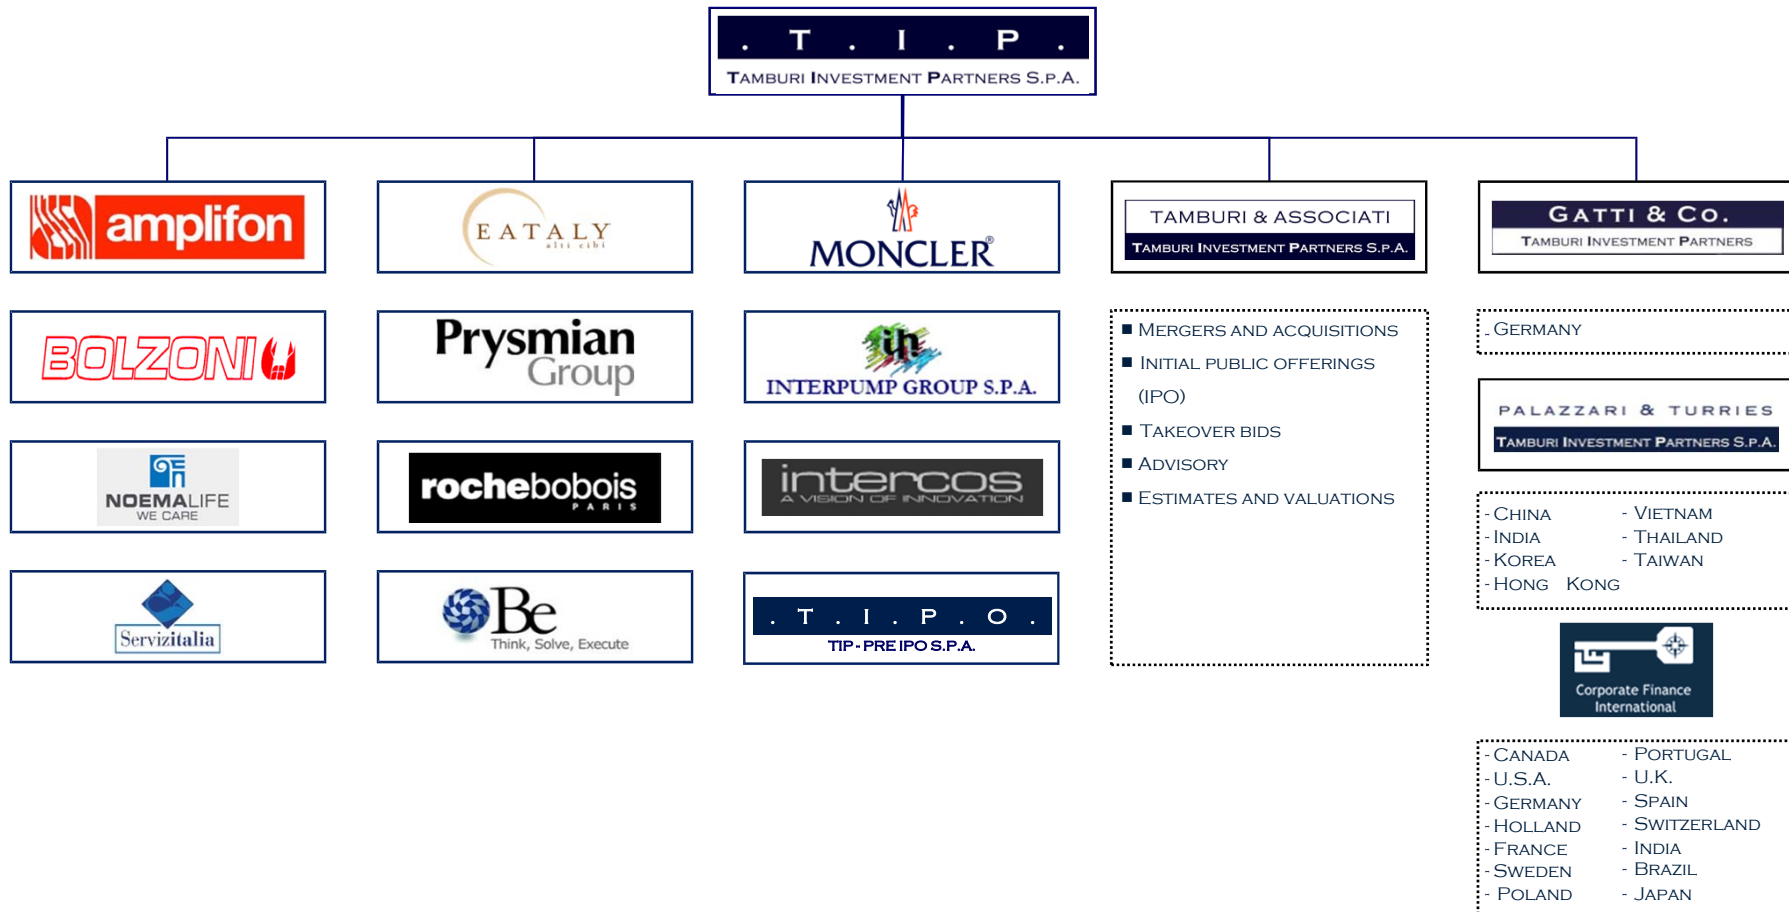 . T . I . P .
TAMBURI INVESTMENT PARTNERS S.P.A.
amplifon
EATALY
alti cibi
MONCLER®
TAMBURI & ASSOCIATI
TAMBURI INVESTMENT PARTNERS S.P.A.
GATTI & CO.
TAMBURI INVESTMENT PARTNERS
BOLZONI
Prysmian
Group
ih
INTERPUMP GROUP S.P.A.
■ MERGERS AND ACQUISITIONS
■ INITIAL PUBLIC OFFERINGS
(IPO)
■ TAKEOVER BIDS
■ ADVISORY
■ ESTIMATES AND VALUATIONS
- GERMANY
PALAZZARI & TURRIES
TAMBURI INVESTMENT PARTNERS S.P.A.
NOEMALIFE
WE CARE
rochebobois
PARIS
intercos
A VISION OF INNOVATION
- CHINA - VIETNAM
- INDIA - THAILAND
- KOREA - TAIWAN
- HONG KONG
Servizitalia
Be
Think, Solve, Execute
. T . I . P . O .
TIP - PRE IPO S.P.A.
Corporate Finance
International
- CANADA - PORTUGAL
- U.S.A. - U.K.
- GERMANY - SPAIN
- HOLLAND - SWITZERLAND
- FRANCE - INDIA
- SWEDEN - BRAZIL
- POLAND - JAPAN